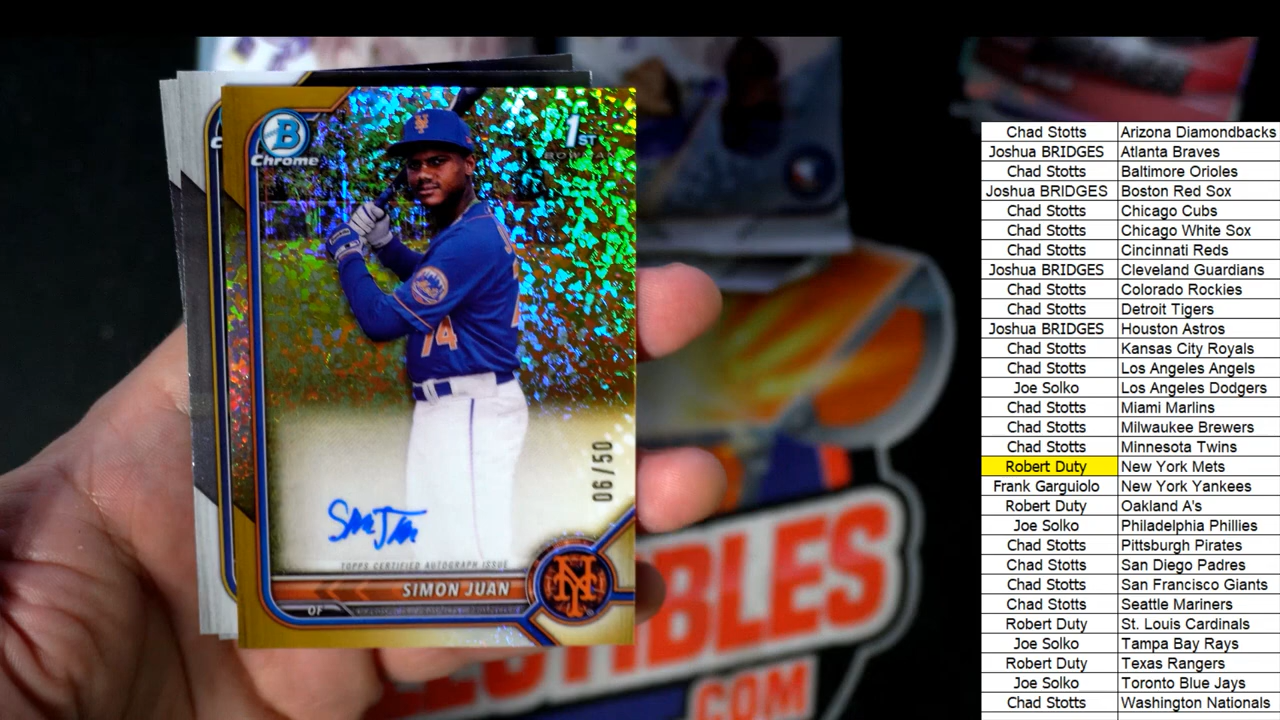 B
Chrome
1ST
BOWMAN
74
06/50
TOPPS CERTIFIED AUTOGRAPH ISSUE
SIMON JUAN
OF
NY
COM
Chad Stotts Arizona Diamondbacks
Joshua BRIDGES Atlanta Braves
Chad Stotts Baltimore Orioles
Joshua BRIDGES Boston Red Sox
Chad Stotts Chicago Cubs
Chad Stotts Chicago White Sox
Chad Stotts Cincinnati Reds
Joshua BRIDGES Cleveland Guardians
Chad Stotts Colorado Rockies
Chad Stotts Detroit Tigers
Joshua BRIDGES Houston Astros
Chad Stotts Kansas City Royals
Chad Stotts Los Angeles Angels
Joe Solko Los Angeles Dodgers
Chad Stotts Miami Marlins
Chad Stotts Milwaukee Brewers
Chad Stotts Minnesota Twins
Robert Duty New York Mets
Frank Garguiolo New York Yankees
Robert Duty Oakland A's
Joe Solko Philadelphia Phillies
Chad Stotts Pittsburgh Pirates
Chad Stotts San Diego Padres
Chad Stotts San Francisco Giants
Chad Stotts Seattle Mariners
Robert Duty St. Louis Cardinals
Joe Solko Tampa Bay Rays
Robert Duty Texas Rangers
Joe Solko Toronto Blue Jays
Chad Stotts Washington Nationals